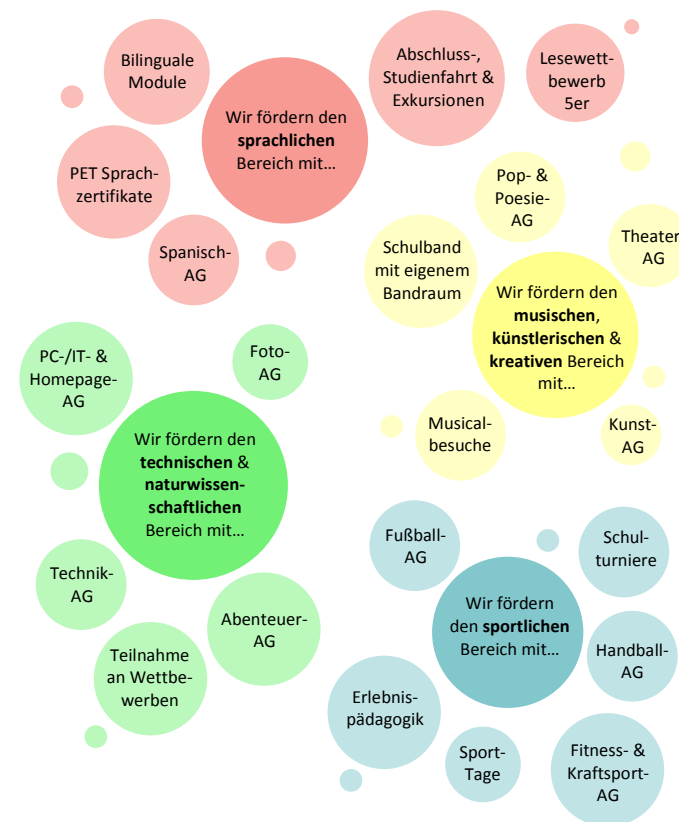 Bilinguale
Module
Abschluss-,
Studienfahrt &
Exkursionen
Lesewett-
bewerb
5er
Wir fördern den
sprachlichen
Bereich mit…
PET Sprach-
zertifikate
Spanisch-
AG
Pop- &
Poesie-
AG
Theater
AG
Schulband
mit eigenem
Bandraum
Wir fördern den
musischen,
künstlerischen &
kreativen Bereich
mit…
Musical-
besuche
Kunst-
AG
PC-/IT- &
Homepage-
AG
Foto-
AG
Wir fördern den
technischen &
naturwissen-
schaftlichen
Bereich mit…
Technik-
AG
Abenteuer-
AG
Teilnahme
an Wettbe-
werben
Fußball-
AG
Schul-
turniere
Wir fördern
den sportlichen
Bereich mit…
Handball-
AG
Erlebnis-
pädagogik
Sport-
Tage
Fitness- &
Kraftsport-
AG